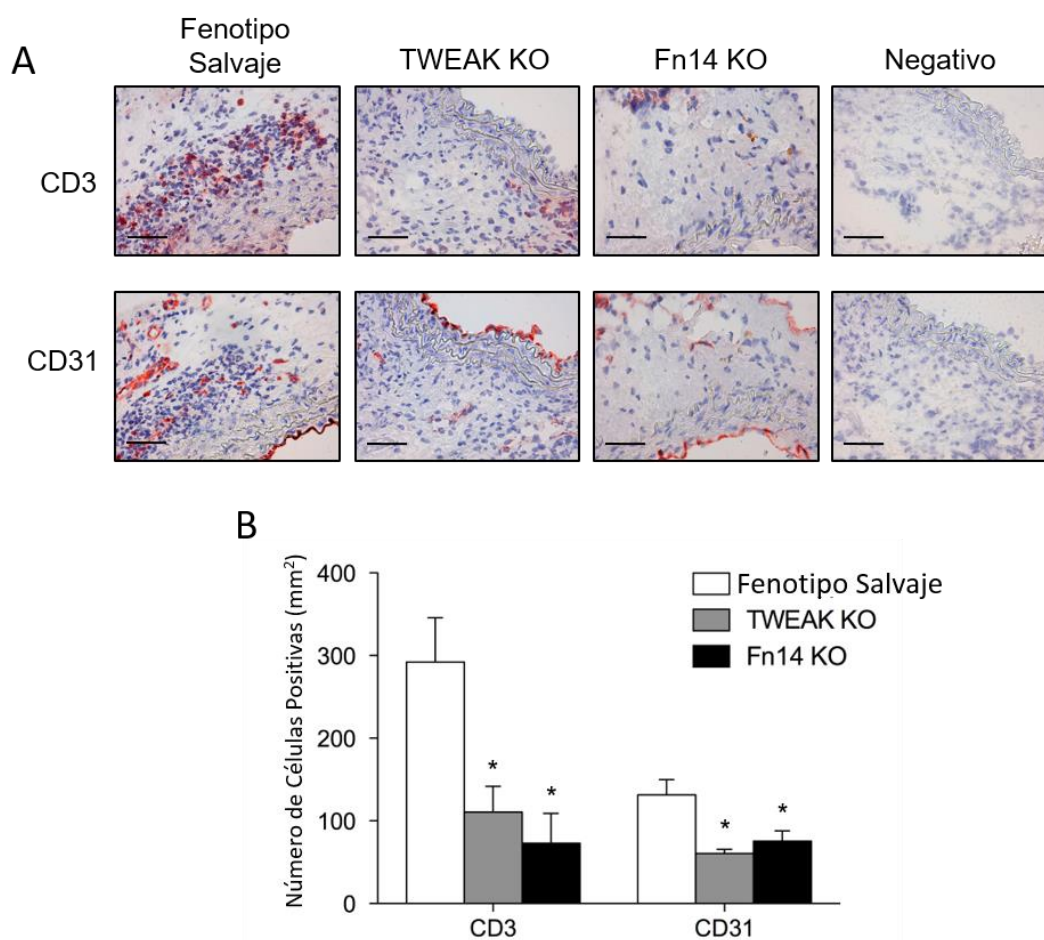 A
Fenotipo
Salvaje
TWEAK KO
Fn14 KO
Negativo
CD3
CD31
B
Número de Células Positivas (mm²)
400
300
200
100
0
Fenotipo Salvaje
TWEAK KO
Fn14 KO
*
*
*
*
CD3
CD31